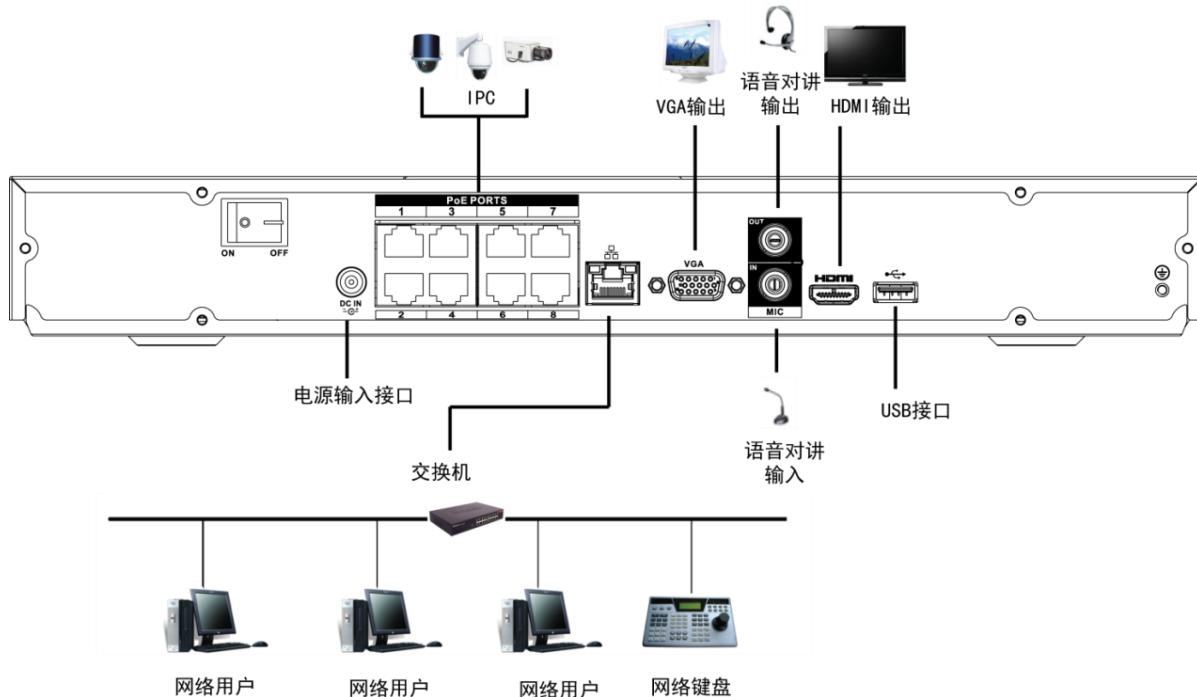 IPC
VGA输出
语音对讲
输出
HDMI输出
PoE PORTS
1 3 5 7
ON OFF
DC IN
2 4 6 8
VGA
OUT
IN
MIC
HDMI
电源输入接口
交换机
语音对讲
输入
USB接口
网络用户 网络用户 网络用户 网络键盘